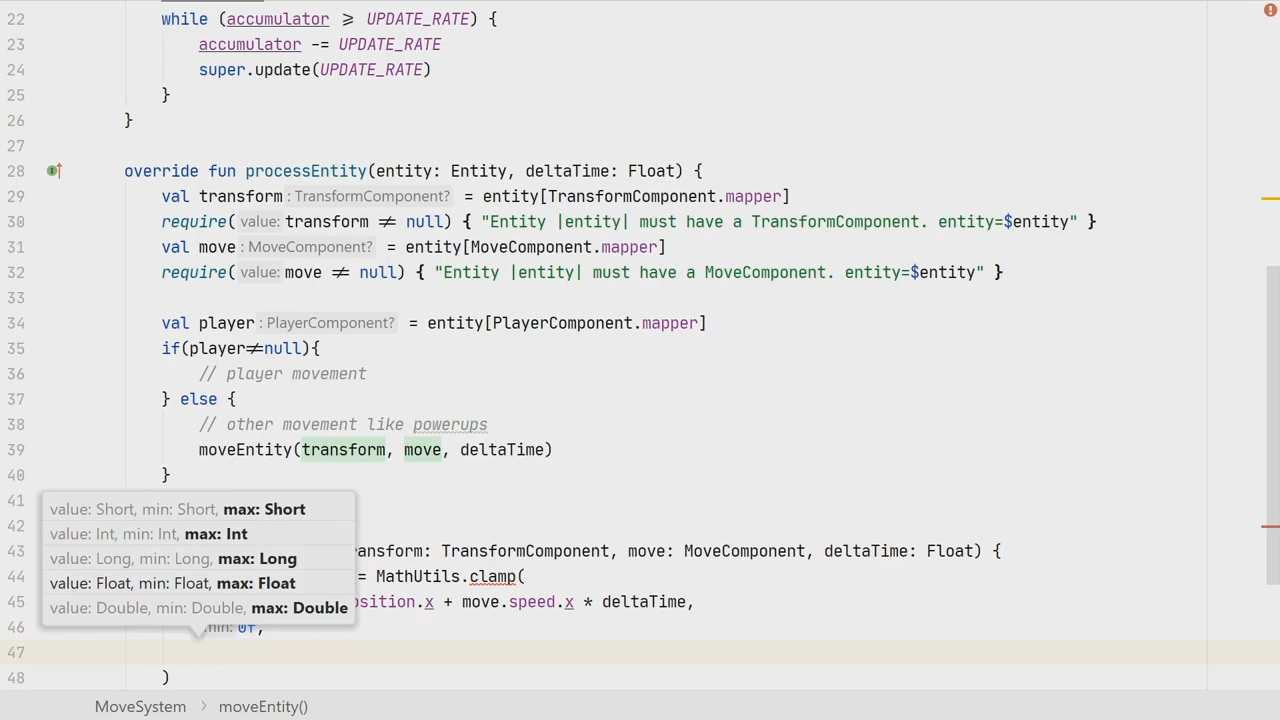 22 while (accumulator >= UPDATE_RATE) {
23 accumulator -= UPDATE_RATE
24 super.update(UPDATE_RATE)
25 }
26 }
27
28 override fun processEntity(entity: Entity, deltaTime: Float) {
29 val transform : TransformComponent? = entity[TransformComponent.mapper]
30 require( value: transform != null) { "Entity |entity| must have a TransformComponent. entity=$entity" }
31 val move : MoveComponent? = entity[MoveComponent.mapper]
32 require( value: move != null) { "Entity |entity| must have a MoveComponent. entity=$entity" }
33
34 val player : PlayerComponent? = entity[PlayerComponent.mapper]
35 if(player!=null){
36 // player movement
37 } else {
38 // other movement like powerups
39 moveEntity(transform, move, deltaTime)
40 }
41
value: Short, min: Short, max: Short
42
value: Int, min: Int, max: Int
43 ansform: TransformComponent, move: MoveComponent, deltaTime: Float) {
value: Long, min: Long, max: Long
44 = MathUtils.clamp(
value: Float, min: Float, max: Float
45 osition.x + move.speed.x * deltaTime,
value: Double, min: Double, max: Double
46 min: 0f,
47
48 )
MoveSystem > moveEntity()